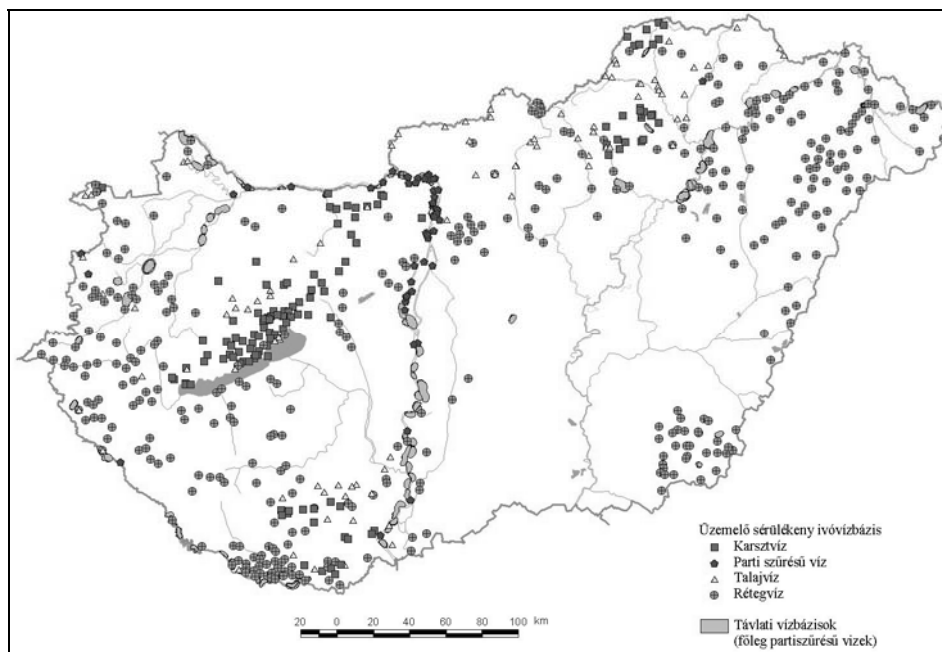 Üzemelő sérülékeny ivóvízbázis
Karsztvíz
Parti szűrésű víz
Talajvíz
Rétegvíz
Távlati vízbázisok
(főleg partiszűrésű vizek)
20 0 20 40 60 80 100 km